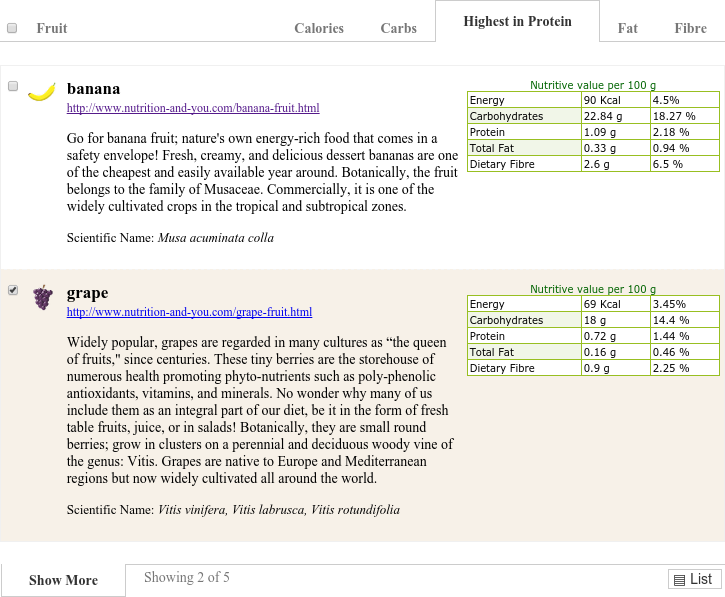 Fruit Calories Carbs Highest in Protein Fat Fibre
banana
http://www.nutrition-and-you.com/banana-fruit.html
Go for banana fruit; nature's own energy-rich food that comes in a
safety envelope! Fresh, creamy, and delicious dessert bananas are one
of the cheapest and easily available year around. Botanically, the fruit
belongs to the family of Musaceae. Commercially, it is one of the
widely cultivated crops in the tropical and subtropical zones.
Scientific Name: Musa acuminata colla
Nutritive value per 100 g
Energy 90 Kcal 4.5%
Carbohydrates 22.84 g 18.27 %
Protein 1.09 g 2.18 %
Total Fat 0.33 g 0.94 %
Dietary Fibre 2.6 g 6.5 %
grape
http://www.nutrition-and-you.com/grape-fruit.html
Widely popular, grapes are regarded in many cultures as “the queen
of fruits," since centuries. These tiny berries are the storehouse of
numerous health promoting phyto-nutrients such as poly-phenolic
antioxidants, vitamins, and minerals. No wonder why many of us
include them as an integral part of our diet, be it in the form of fresh
table fruits, juice, or in salads! Botanically, they are small round
berries; grow in clusters on a perennial and deciduous woody vine of
the genus: Vitis. Grapes are native to Europe and Mediterranean
regions but now widely cultivated all around the world.
Scientific Name: Vitis vinifera, Vitis labrusca, Vitis rotundifolia
Nutritive value per 100 g
Energy 69 Kcal 3.45%
Carbohydrates 18 g 14.4 %
Protein 0.72 g 1.44 %
Total Fat 0.16 g 0.46 %
Dietary Fibre 0.9 g 2.25 %
Show More Showing 2 of 5 List